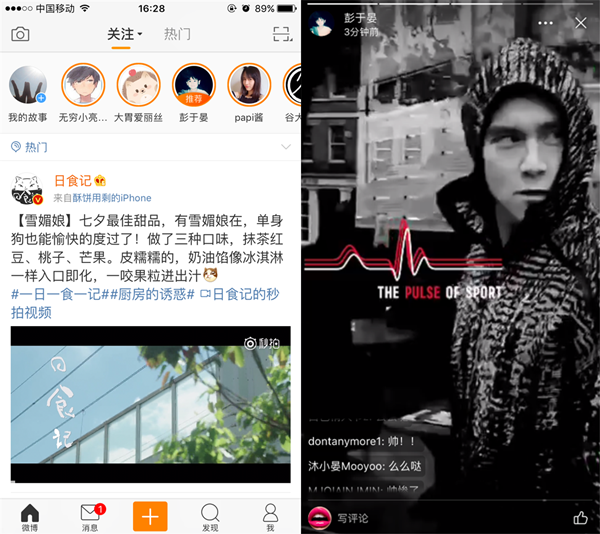 中国移动
16:28
89%
关注
热门
推荐
我的故事
无穷小亮…
大胃爱丽丝
彭于晏
papi酱
谷大
热门
日食记
来自酥饼用剩的iPhone
【雪媚娘】七夕最佳甜品，有雪媚娘在，单身
狗也能愉快的度过了！做了三种口味，抹茶红
豆、桃子、芒果。皮糯糯的，奶油馅像冰淇淋
一样入口即化，一咬果粒迸出汁
#一日一食一记##厨房的诱惑# 日食记的秒
拍视频
秒拍
日食记
微博
1
消息
发现
我
彭于晏
3分钟前
THE PULSE OF SPORT
dontanymore1: 帅！！
沐小晏Mooyoo: 么么哒
写评论